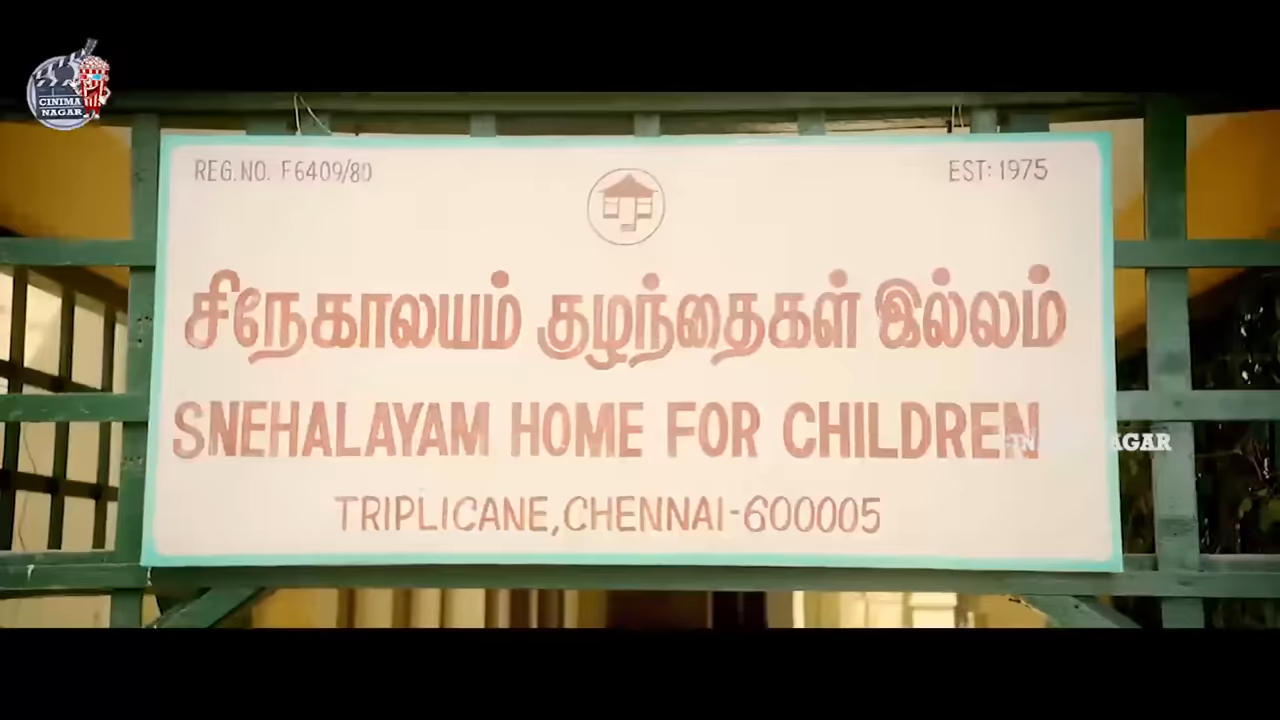 CINIMA
NAGAR
REG.NO. F6409/80
EST: 1975
சிநேகாலயம் குழந்தைகள் இல்லம்
SNEHALAYAM HOME FOR CHILDREN
NAGAR
TRIPLICANE,CHENNAI-600005